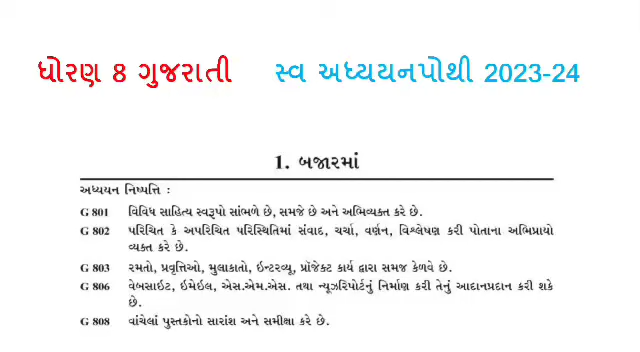 ધોરણ 8 ગુજરાતી સ્વ અધ્યયનપોથી 2023-24
1. બજારમાં
અધ્યયન નિષ્પત્તિ :
G 801 વિવિધ સાહિત્ય સ્વરૂપો સાંભળે છે, સમજે છે અને અભિવ્યક્ત કરે છે.
G 802 પરિચિત કે અપરિચિત પરિસ્થિતિમાં સંવાદ, ચર્ચા, વર્ણન, વિશ્લેષણ કરી પોતાના અભિપ્રાયો
વ્યક્ત કરે છે.
G 803 રમતો, પ્રવૃત્તિઓ, મુલાકાતો, ઇન્ટરવ્યૂ, પ્રૉજેક્ટ કાર્ય દ્વારા સમજ કેળવે છે.
G 806 વેબસાઇટ, ઇમેઇલ, એસ.એમ.એસ. તથા ન્યૂઝરિપોર્ટનું નિર્માણ કરી તેનું આદાનપ્રદાન કરી શકે
છે.
G 808 વાંચેલાં પુસ્તકોનો સારાંશ અને સમીક્ષા કરે છે.